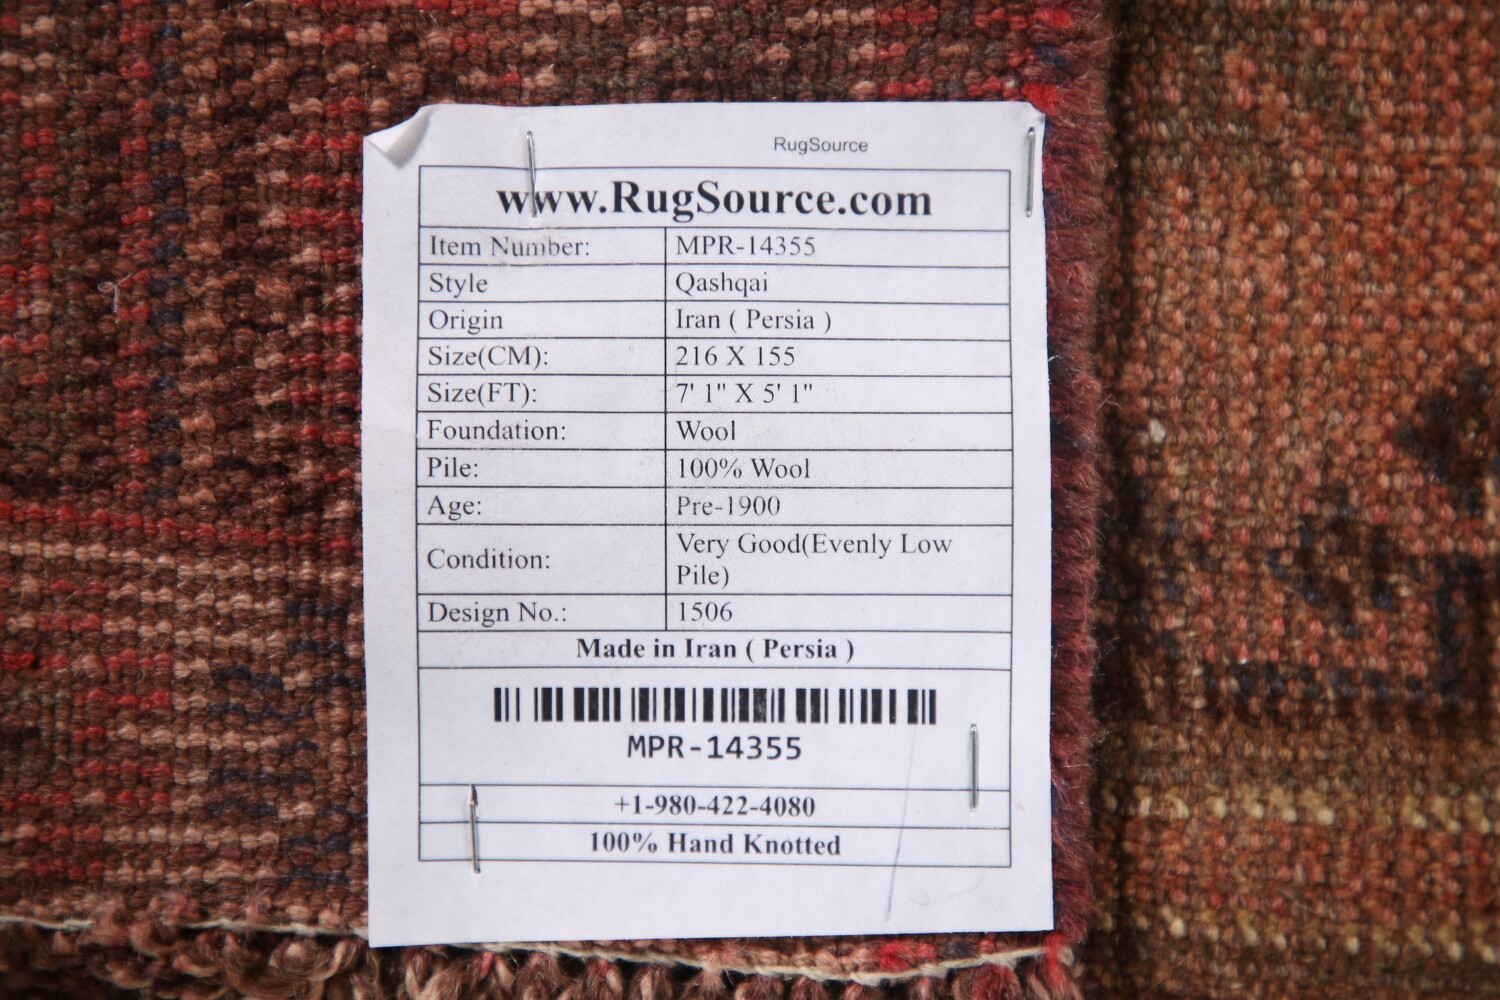 RugSource
www.RugSource.com
Item Number: MPR-14355
Style Qashqai
Origin Iran ( Persia )
Size(CM): 216 X 155
Size(FT): 7' 1" X 5' 1"
Foundation: Wool
Pile: 100% Wool
Age: Pre-1900
Condition: Very Good(Evenly Low
Pile)
Design No.: 1506
Made in Iran ( Persia )
MPR-14355
+1-980-422-4080
100% Hand Knotted